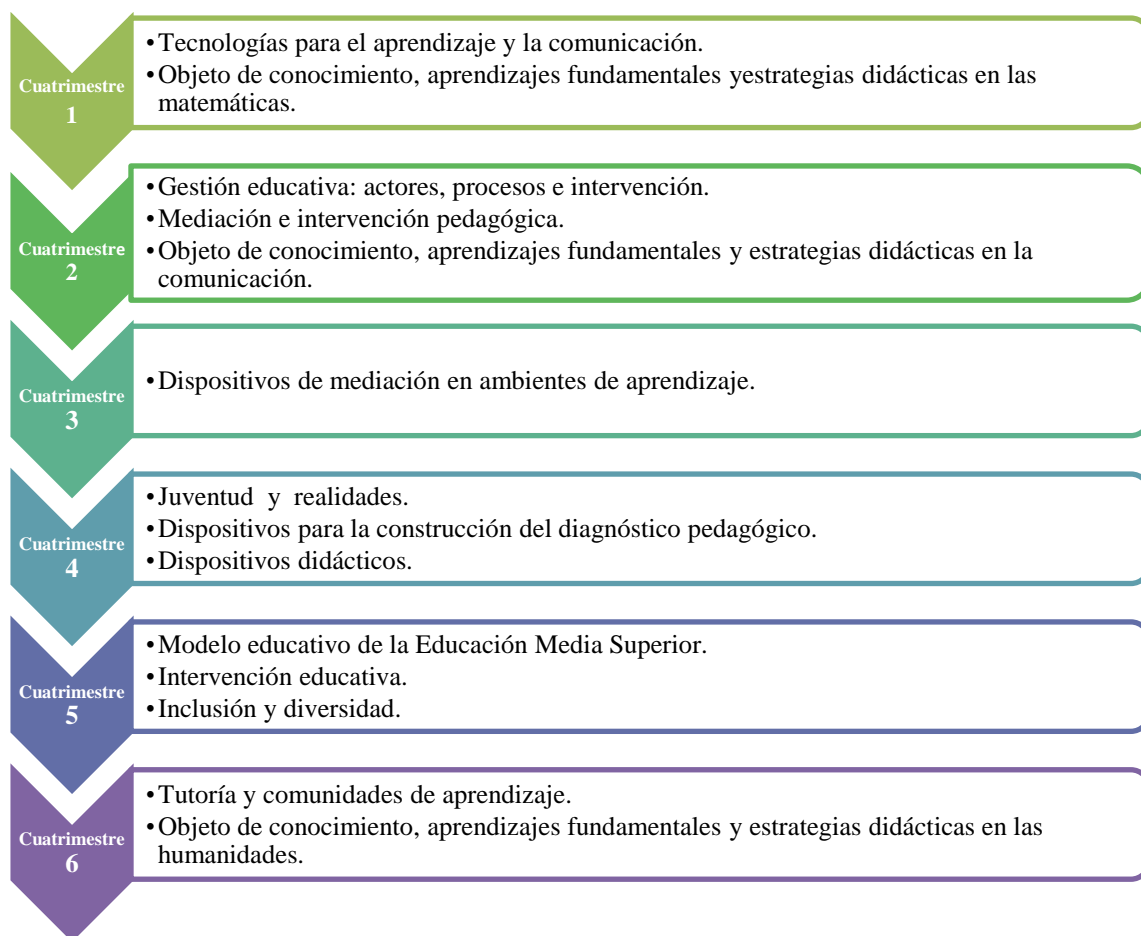 Cuatrimestre
1
•Tecnologías para el aprendizaje y la comunicación.
•Objeto de conocimiento, aprendizajes fundamentales yestrategias didácticas en las
matemáticas.
Cuatrimestre
2
•Gestión educativa: actores, procesos e intervención.
•Mediación e intervención pedagógica.
•Objeto de conocimiento, aprendizajes fundamentales y estrategias didácticas en la
comunicación.
Cuatrimestre
3
•Dispositivos de mediación en ambientes de aprendizaje.
Cuatrimestre
4
•Juventud y realidades.
•Dispositivos para la construcción del diagnóstico pedagógico.
•Dispositivos didácticos.
Cuatrimestre
5
•Modelo educativo de la Educación Media Superior.
•Intervención educativa.
•Inclusión y diversidad.
Cuatrimestre
6
•Tutoría y comunidades de aprendizaje.
•Objeto de conocimiento, aprendizajes fundamentales y estrategias didácticas en las
humanidades.